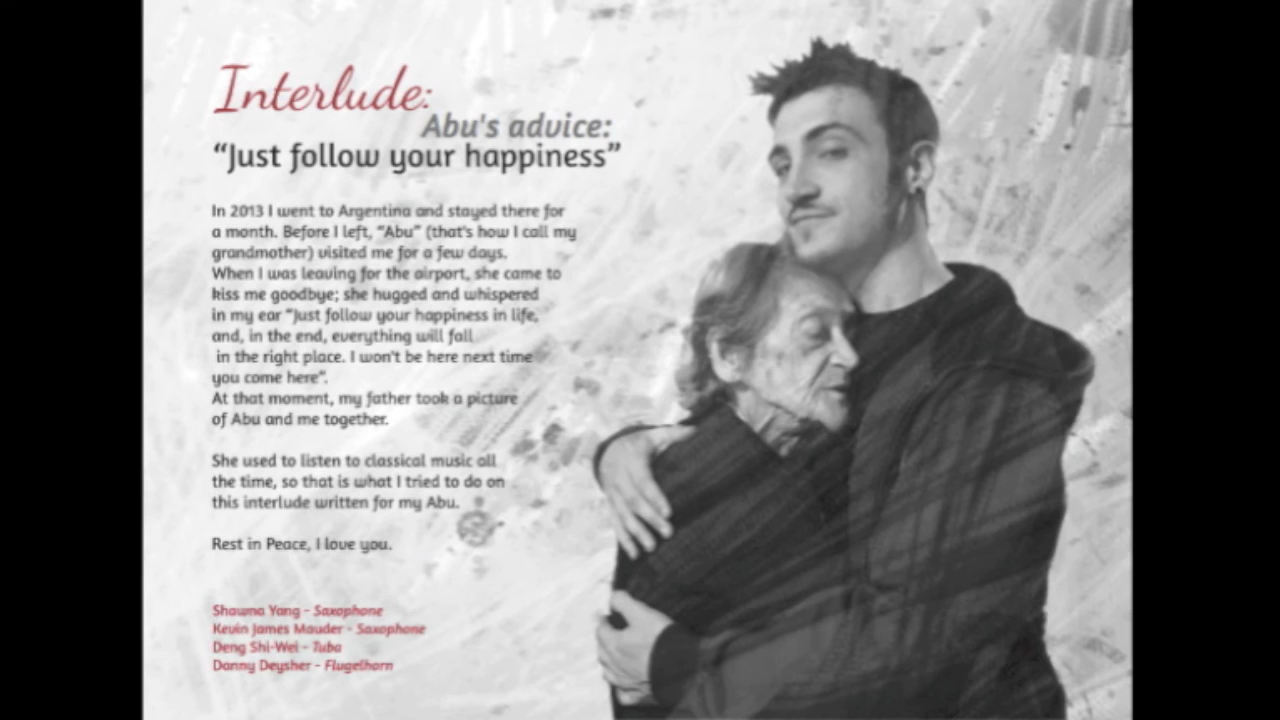 Interlude:
Abu's advice:
“Just follow your happiness”
In 2013 I went to Argentina and stayed there for
a month. Before I left, “Abu” (that's how I call my
grandmother) visited me for a few days.
When I was leaving for the airport, she came to
kiss me goodbye; she hugged and whispered
in my ear “Just follow your happiness in life,
and, in the end, everything will fall
in the right place. I won't be here next time
you come here”.
At that moment, my father took a picture
of Abu and me together.
She used to listen to classical music all
the time, so that is what I tried to do on
this interlude written for my Abu.
Rest in Peace, I love you.
Shawna Yang - Saxophone
Kevin James Mauder - Saxophone
Deng Shi-Wei - Tuba
Danny Deysher - Flugelhorn